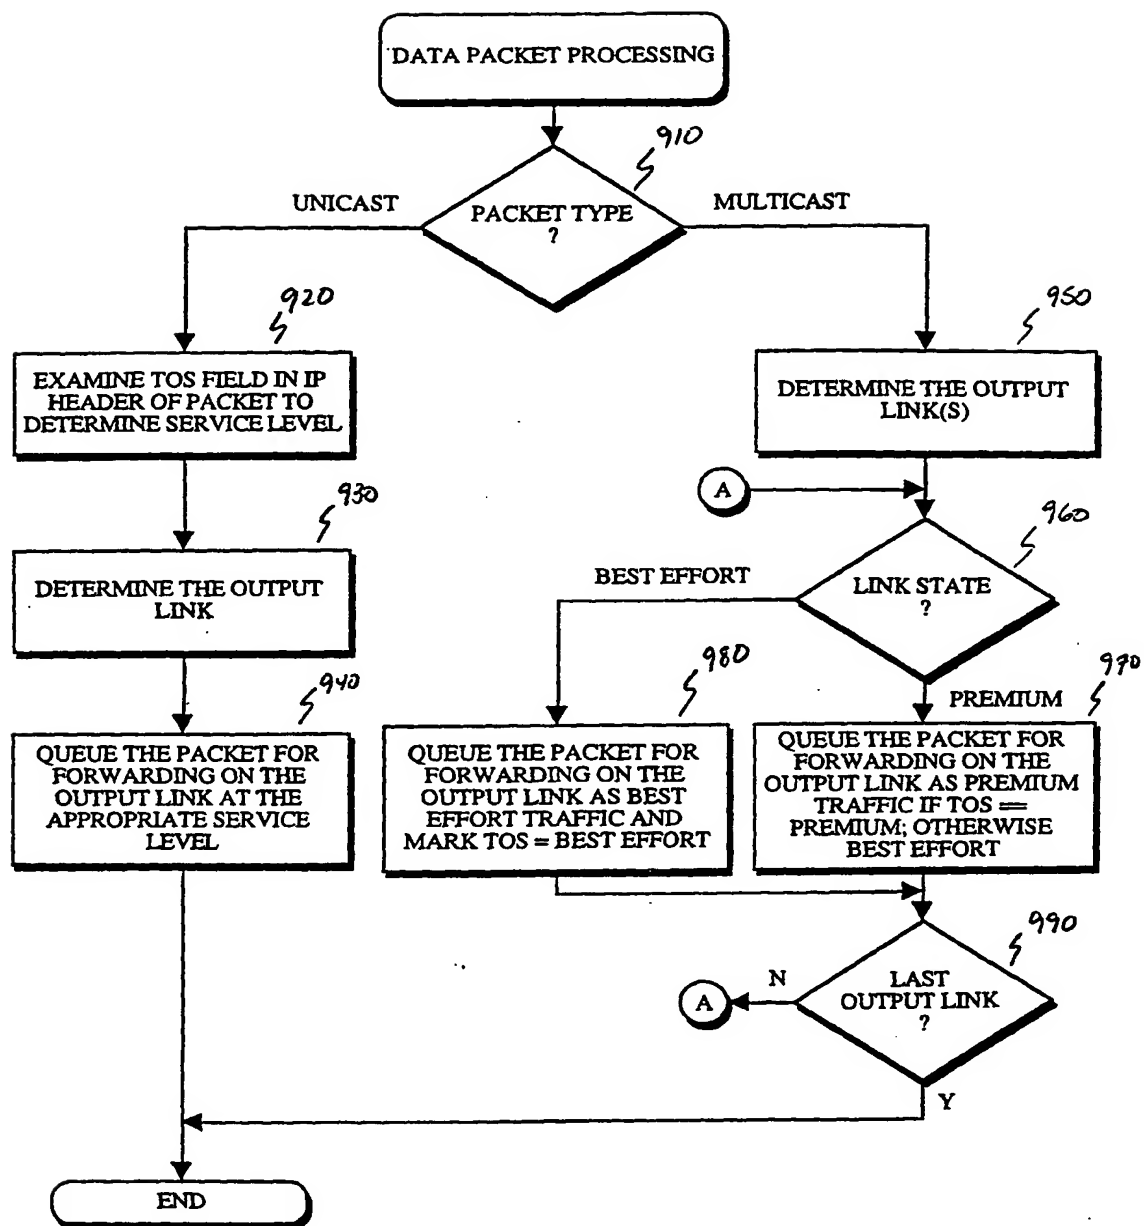 DATA PACKET PROCESSING
910
UNICAST
PACKET TYPE
?
MULTICAST
920
EXAMINE TOS FIELD IN IP
HEADER OF PACKET TO
DETERMINE SERVICE LEVEL
950
DETERMINE THE OUTPUT
LINK(S)
A
930
DETERMINE THE OUTPUT
LINK
960
BEST EFFORT
LINK STATE
?
940
QUEUE THE PACKET FOR
FORWARDING ON THE
OUTPUT LINK AT THE
APPROPRIATE SERVICE
LEVEL
980
QUEUE THE PACKET FOR
FORWARDING ON THE
OUTPUT LINK AS BEST
EFFORT TRAFFIC AND
MARK TOS = BEST EFFORT
PREMIUM
970
QUEUE THE PACKET FOR
FORWARDING ON THE
OUTPUT LINK AS PREMIUM
TRAFFIC IF TOS ==
PREMIUM; OTHERWISE
BEST EFFORT
990
LAST
OUTPUT LINK
?
N
A
Y
END